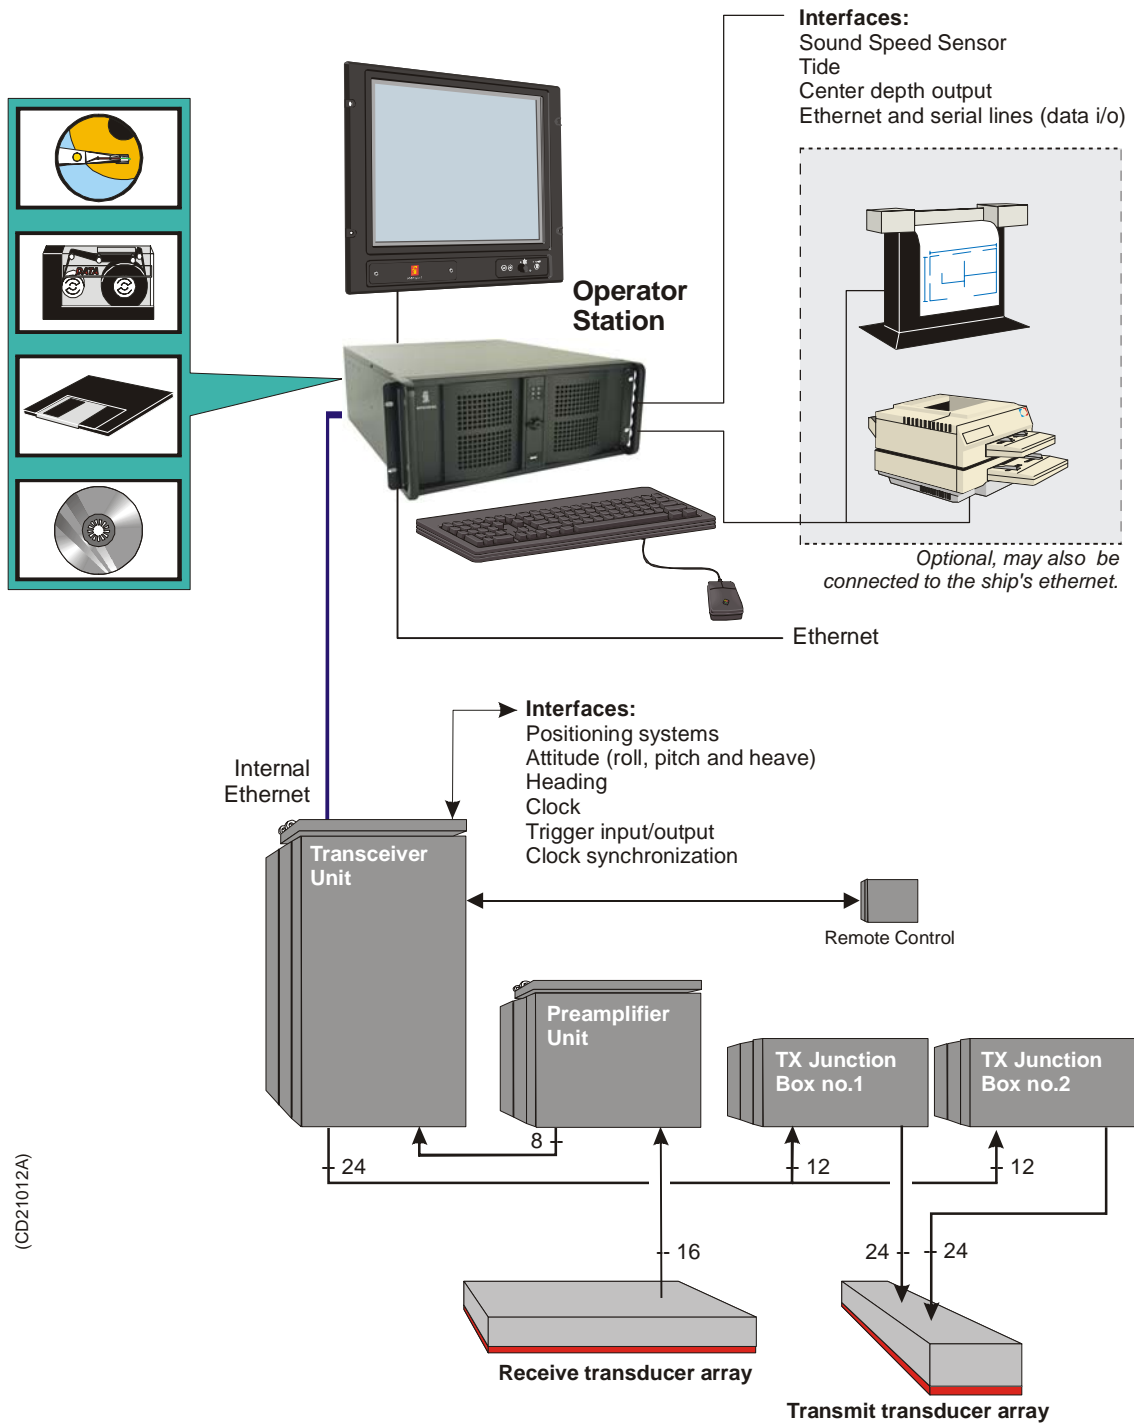 Interfaces:
Sound Speed Sensor
Tide
Center depth output
Ethernet and serial lines (data i/o)
DATA
Operator
Station
Optional, may also be
connected to the ship's ethernet.
Ethernet
Interfaces:
Positioning systems
Attitude (roll, pitch and heave)
Heading
Clock
Trigger input/output
Clock synchronization
Internal
Ethernet
Transceiver
Unit
Remote Control
Preamplifier
Unit
TX Junction
Box no.1
TX Junction
Box no.2
8
24
12
12
16
24
24
(CD21012A)
Receive transducer array
Transmit transducer array